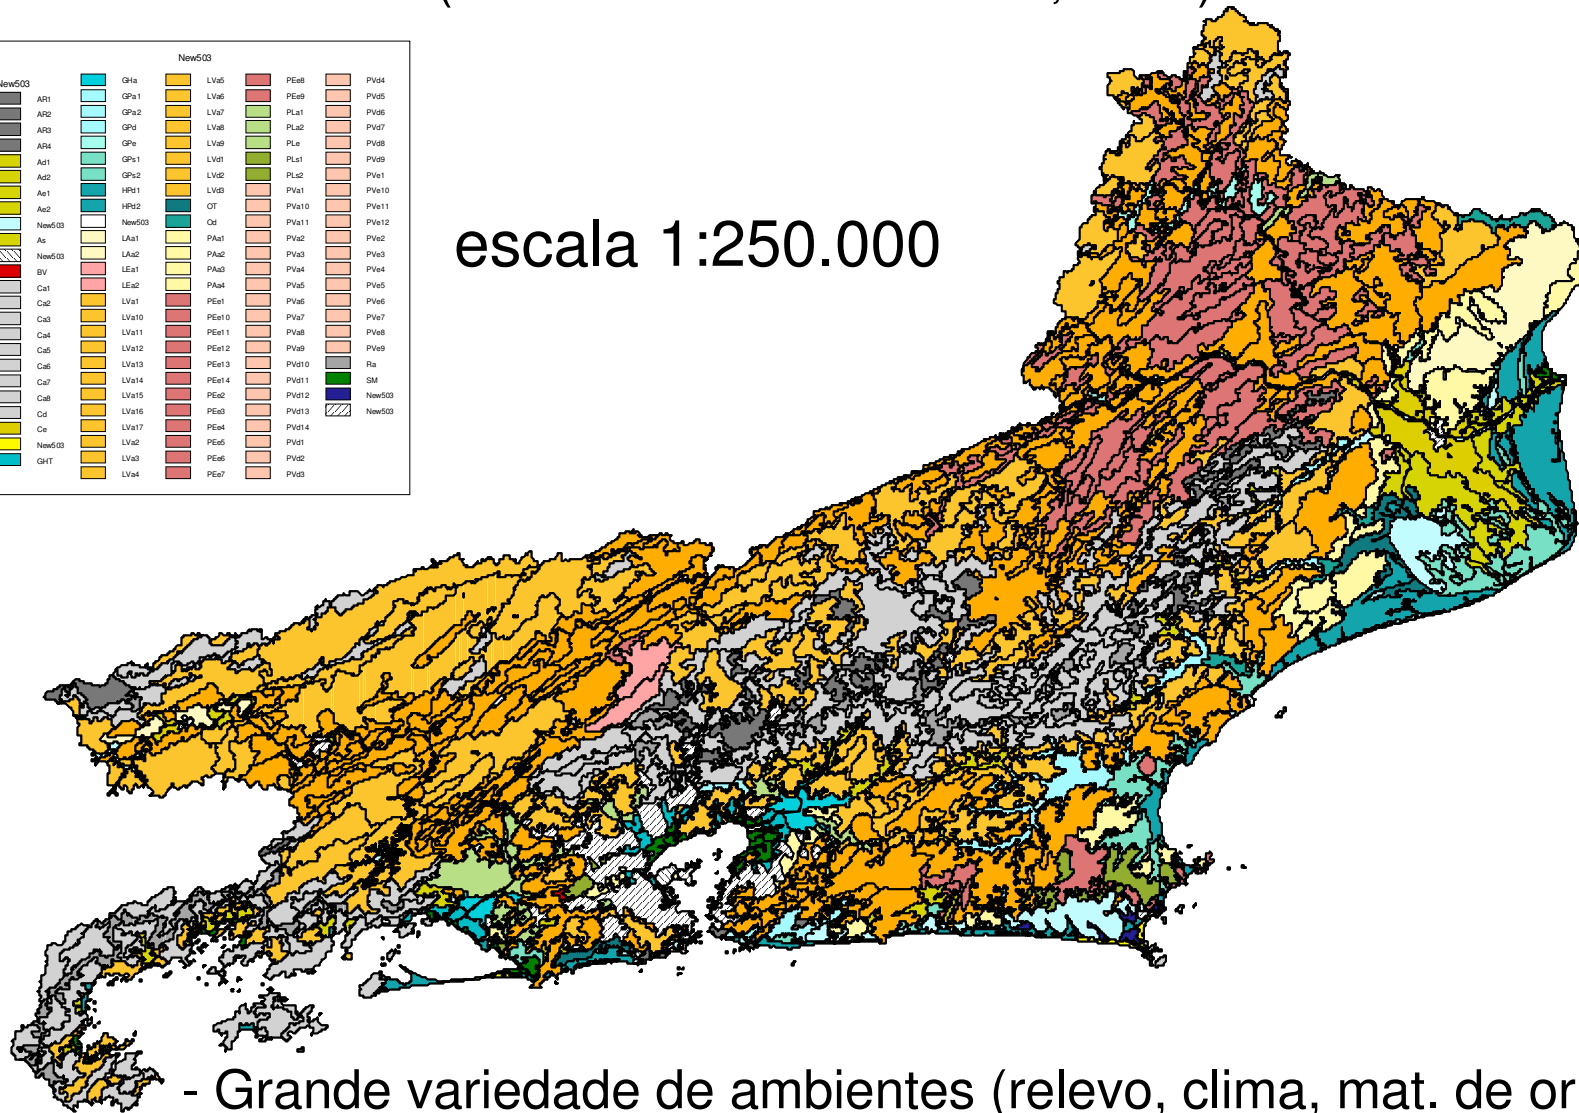 New503
New503
AR1
AR2
AR3
AR4
Ad1
Ad2
Ae1
Ae2
New503
As
New503
BV
Ca1
Ca2
Ca3
Ca4
Ca5
Ca6
Ca7
Ca8
Cd
Ce
New503
GHT
GHa
GPa1
GPa2
GPd
GPe
GPs1
GPs2
HPd1
HPd2
New503
LAa1
LAa2
LEa1
LEa2
LVa1
LVa10
LVa11
LVa12
LVa13
LVa14
LVa15
LVa16
LVa17
LVa2
LVa3
LVa4
LVa5
LVa6
LVa7
LVa8
LVa9
LVd1
LVd2
LVd3
OT
Od
PAa1
PAa2
PAa3
PAa4
PEe1
PEe10
PEe11
PEe12
PEe13
PEe14
PEe2
PEe3
PEe4
PEe5
PEe6
PEe7
PEe8
PEe9
PLa1
PLa2
PLe
PLs1
PLs2
PVa1
PVa10
PVa11
PVa2
PVa3
PVa4
PVa5
PVa6
PVa7
PVa8
PVa9
PVd10
PVd11
PVd12
PVd13
PVd14
PVd1
PVd2
PVd3
PVd4
PVd5
PVd6
PVd7
PVd8
PVd9
PVe1
PVe10
PVe11
PVe12
PVe2
PVe3
PVe4
PVe5
PVe6
PVe7
PVe8
PVe9
Ra
SM
New503
New503
escala 1:250.000
- Grande variedade de ambientes (relevo, clima, mat. de or